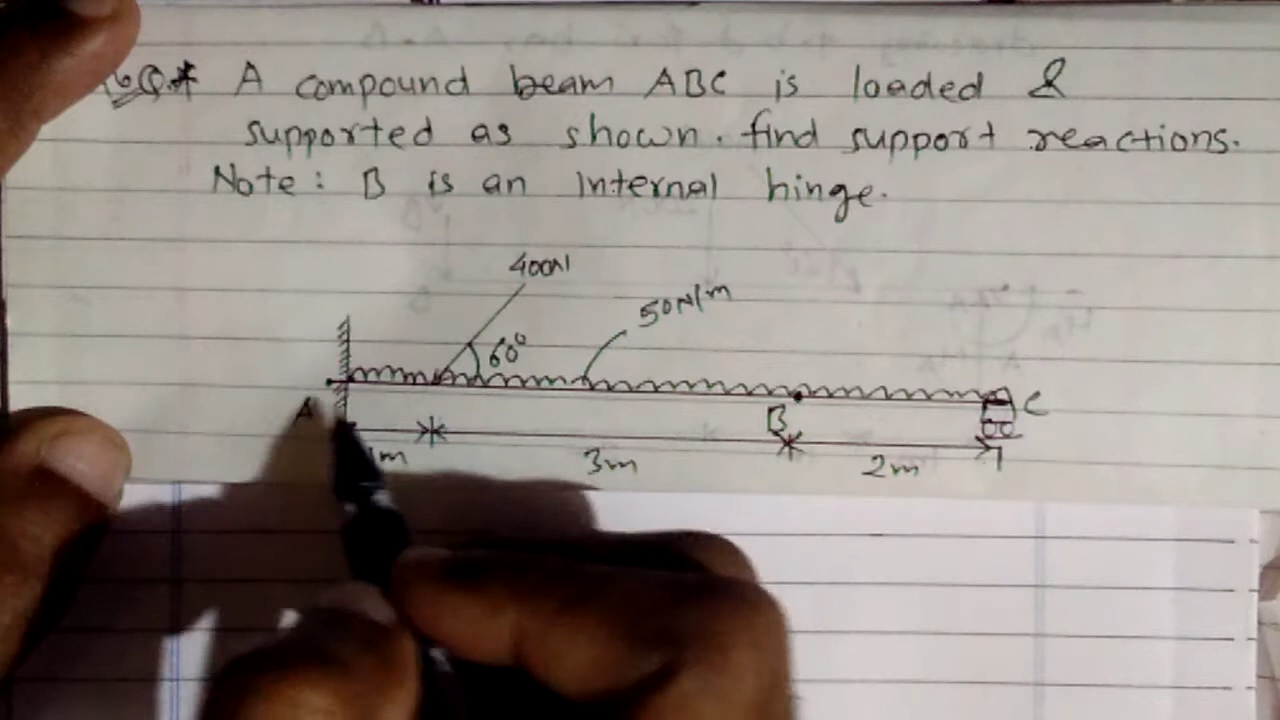 Q.* A compound beam ABC is loaded &
supported as shown. find support reactions.
Note: B is an internal hinge.
400N
50N/m
60°
A B C
1m 3m 2m